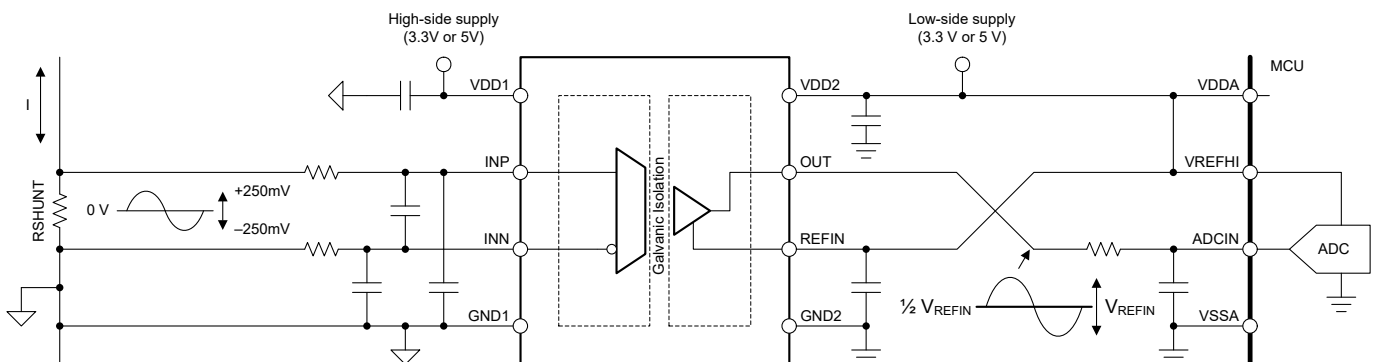 High-side supply
(3.3V or 5V)
Low-side supply
(3.3 V or 5 V)
MCU
VDD1
VDD2
VDDA
I
INP
OUT
VREFHI
RSHUNT
0 V
+250mV
–250mV
Galvanic Isolation
INN
REFIN
ADCIN
ADC
½ VREFIN
VREFIN
GND1
GND2
VSSA